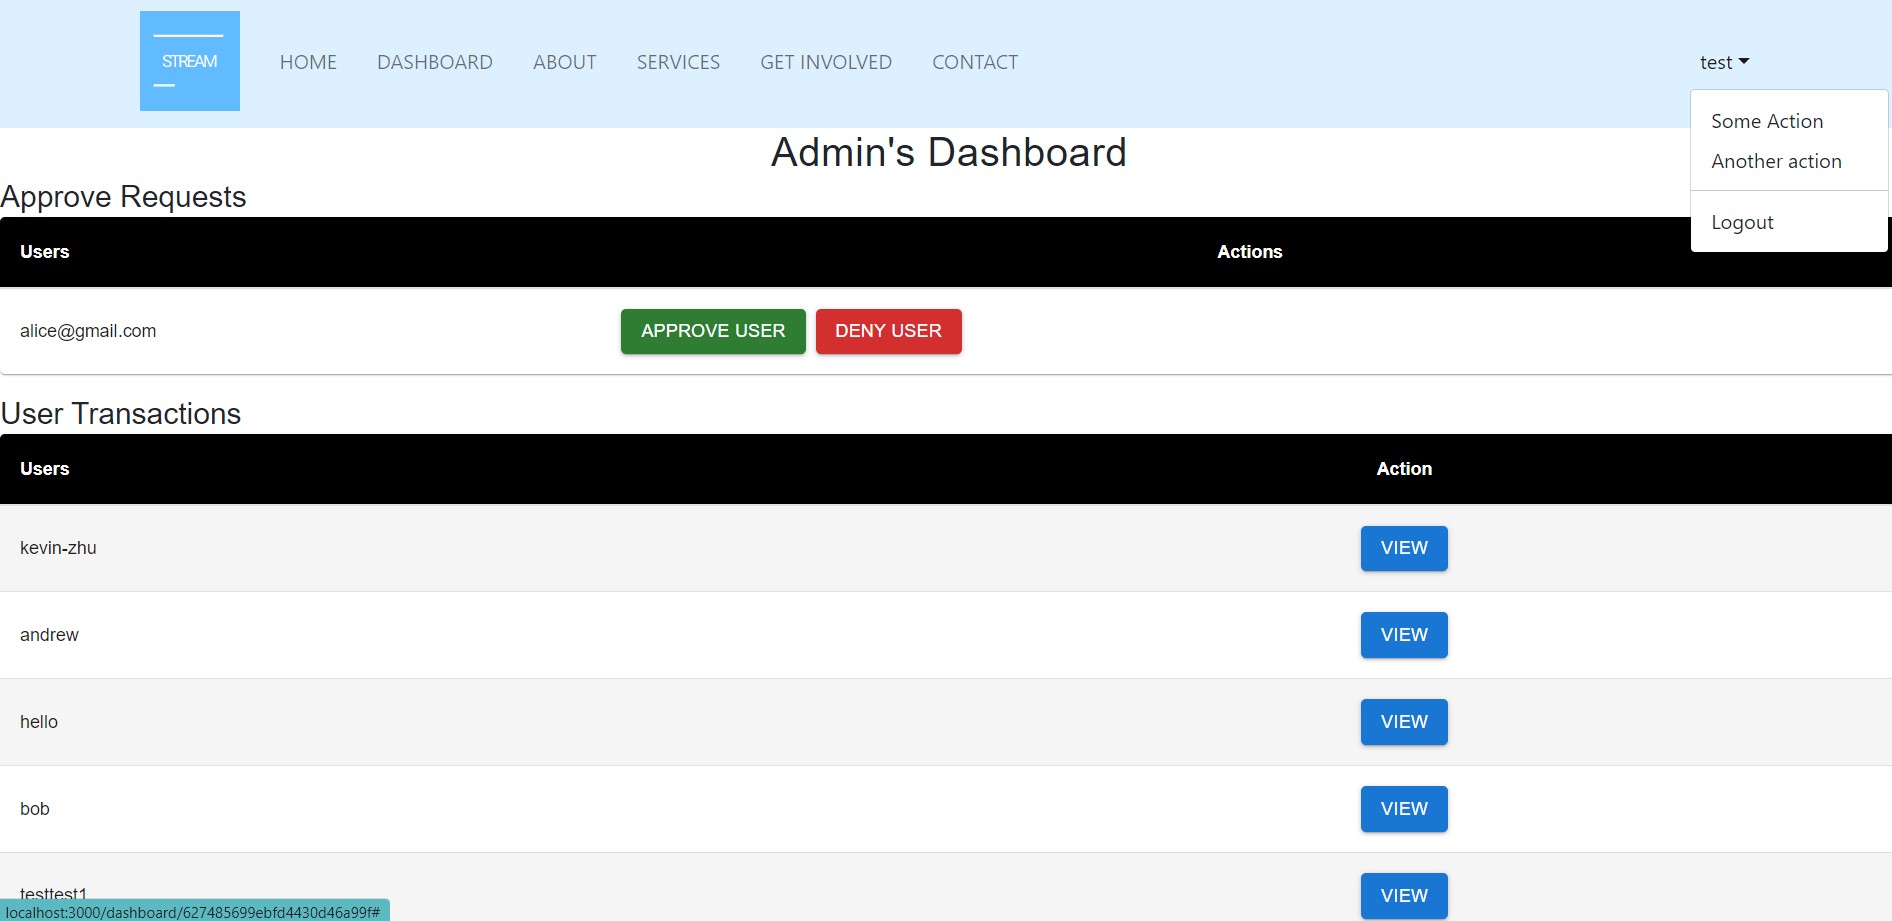 STREAM
HOME DASHBOARD ABOUT SERVICES GET INVOLVED CONTACT test
Some Action
Another action
Logout
Admin's Dashboard
Approve Requests
Users Actions
alice@gmail.com APPROVE USER DENY USER
User Transactions
Users Action
kevin-zhu VIEW
andrew VIEW
hello VIEW
bob VIEW
testtest1 VIEW
localhost:3000/dashboard/627485699ebfd4430d46a99f#